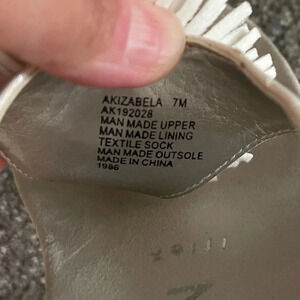 AKIZABELA 7M
AK192028
MAN MADE UPPER
MAN MADE LINING
TEXTILE SOCK
MAN MADE OUTSOLE
MADE IN CHINA
1986